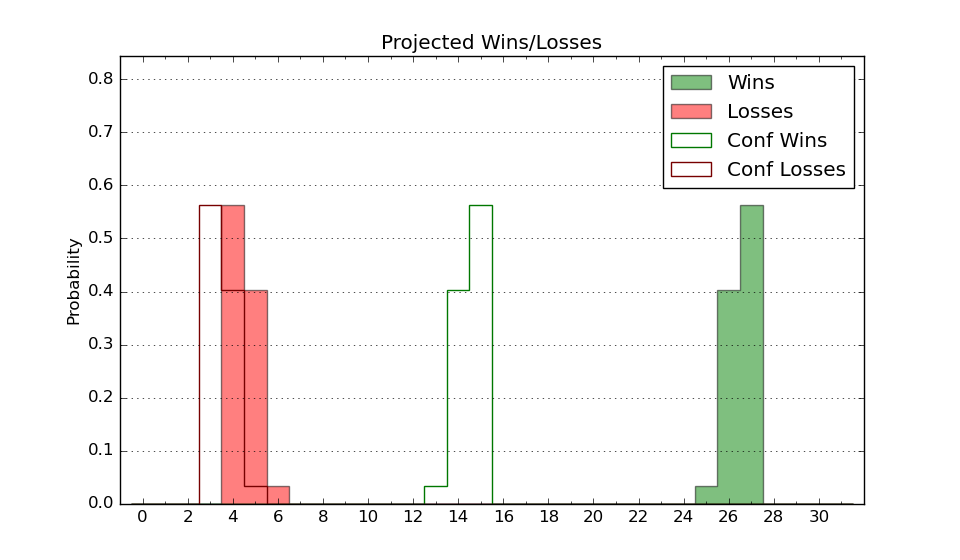 Projected Wins/Losses
0.8
0.7
0.6
0.5
0.4
0.3
0.2
0.1
0.0
Probability
Wins
Losses
Conf Wins
Conf Losses
0 2 4 6 8 10 12 14 16 18 20 22 24 26 28 30